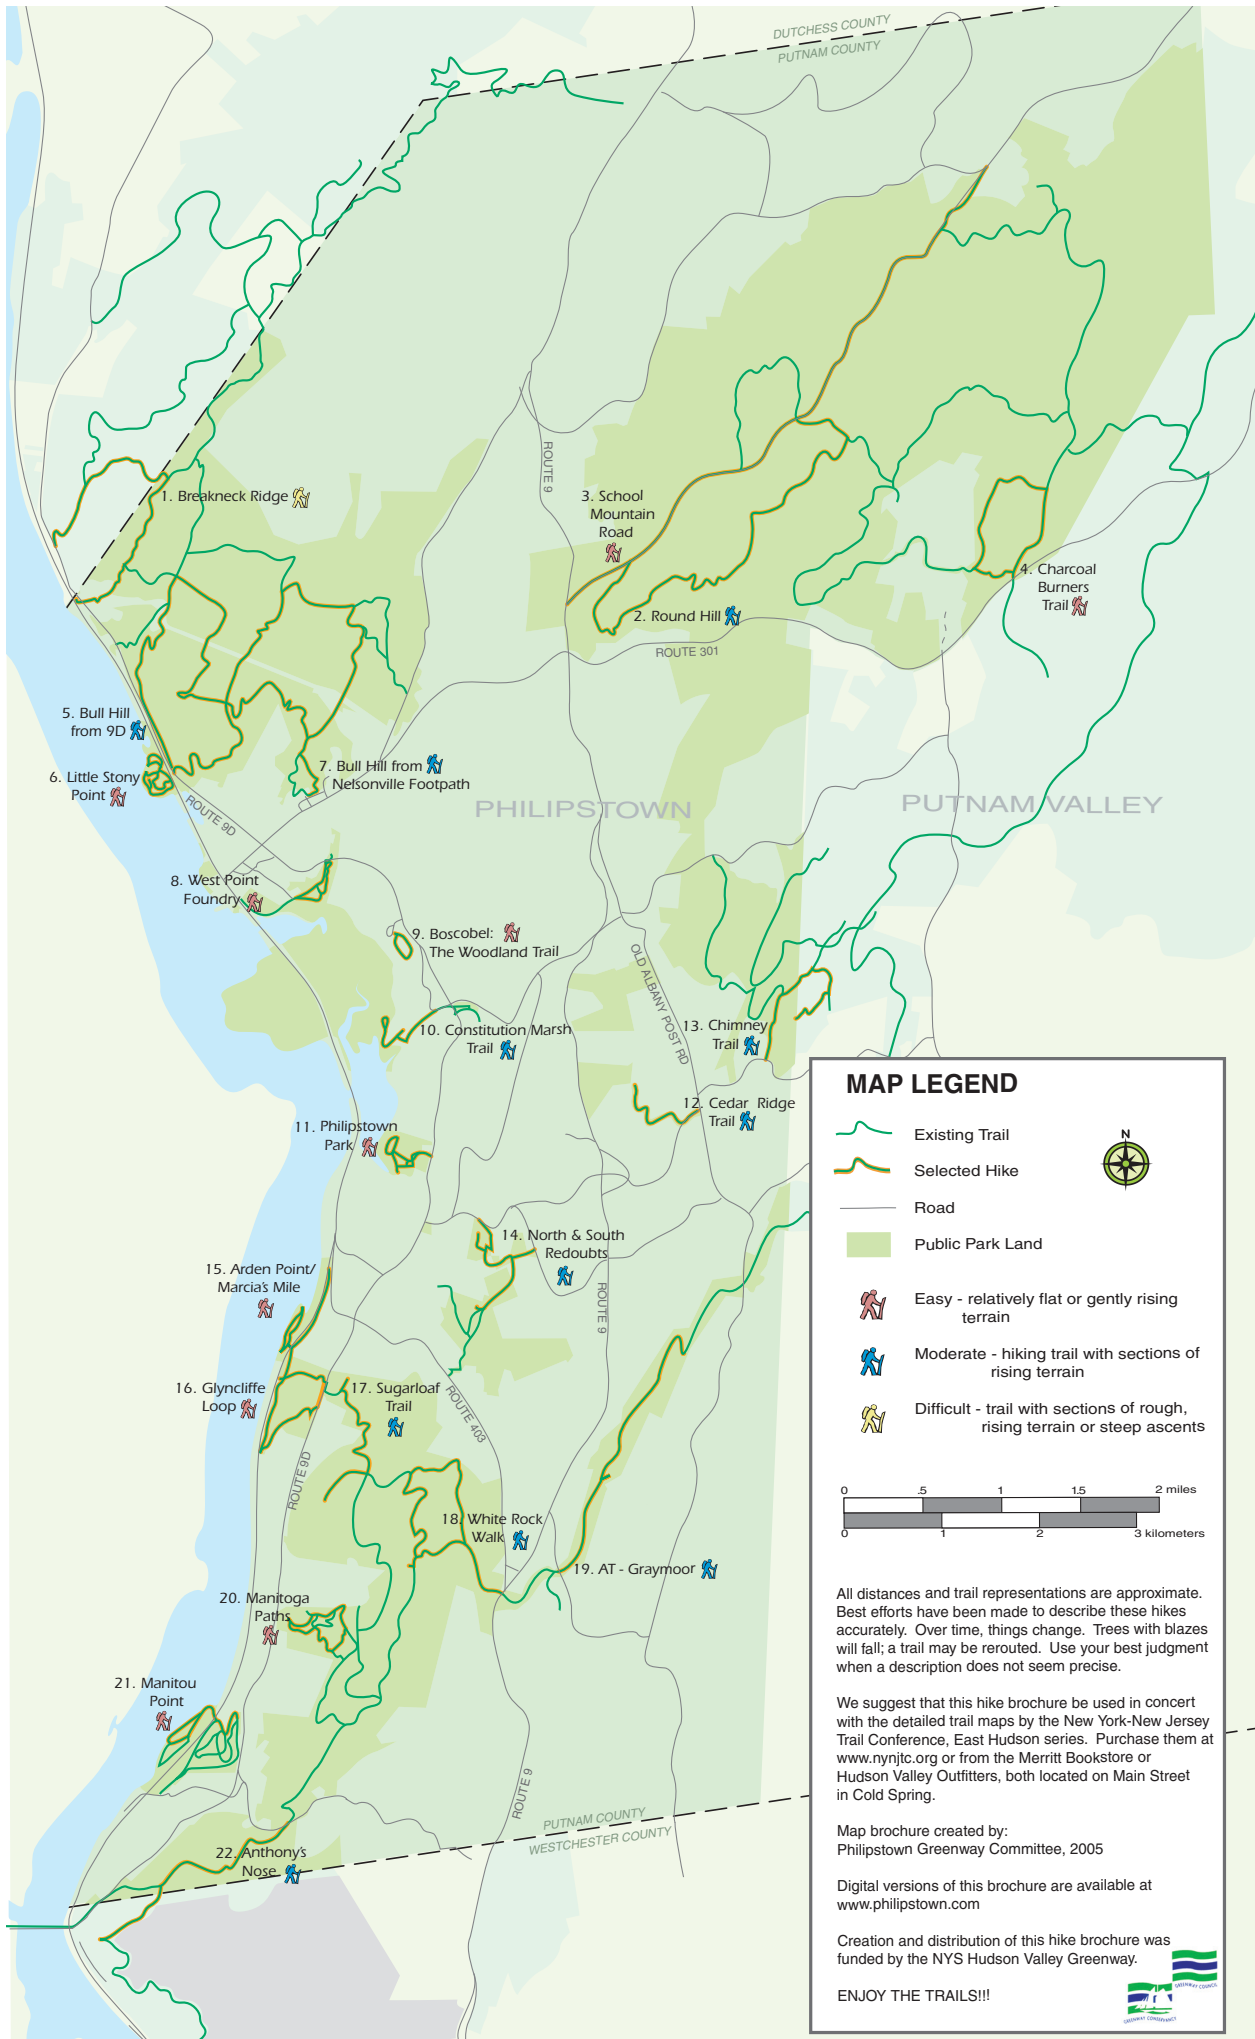 DUTCHESS COUNTY
PUTNAM COUNTY
1. Breakneck Ridge
ROUTE 9
3. School
Mountain
Road
4. Charcoal
Burners
Trail
2. Round Hill
ROUTE 301
5. Bull Hill
from 9D
6. Little Stony
Point
7. Bull Hill from
Nelsonville Footpath
ROUTE 9D
PHILIPSTOWN
PUTNAM VALLEY
8. West Point
Foundry
9. Boscobel:
The Woodland Trail
OLD ALBANY POST RD
10. Constitution Marsh
Trail
13. Chimney
Trail
12. Cedar Ridge
Trail
11. Philipstown
Park
14. North & South
Redoubts
15. Arden Point/
Marcia's Mile
ROUTE 9
16. Glyncliffe
Loop
17. Sugarloaf
Trail
ROUTE 403
ROUTE 9D
18. White Rock
Walk
19. AT - Graymoor
20. Manitoga
Paths
21. Manitou
Point
ROUTE 9
PUTNAM COUNTY
WESTCHESTER COUNTY
22. Anthony's
Nose
MAP LEGEND
Existing Trail
N
Selected Hike
Road
Public Park Land
Easy - relatively flat or gently rising
terrain
Moderate - hiking trail with sections of
rising terrain
Difficult - trail with sections of rough,
rising terrain or steep ascents
0 .5 1 1.5 2 miles
0 1 2 3 kilometers
All distances and trail representations are approximate.
Best efforts have been made to describe these hikes
accurately. Over time, things change. Trees with blazes
will fall; a trail may be rerouted. Use your best judgment
when a description does not seem precise.
We suggest that this hike brochure be used in concert
with the detailed trail maps by the New York-New Jersey
Trail Conference, East Hudson series. Purchase them at
www.nynjtc.org or from the Merritt Bookstore or
Hudson Valley Outfitters, both located on Main Street
in Cold Spring.
Map brochure created by:
Philipstown Greenway Committee, 2005
Digital versions of this brochure are available at
www.philipstown.com
Creation and distribution of this hike brochure was
funded by the NYS Hudson Valley Greenway.
ENJOY THE TRAILS!!!
GREENWAY COUNCIL
GREENWAY CONSERVANCY